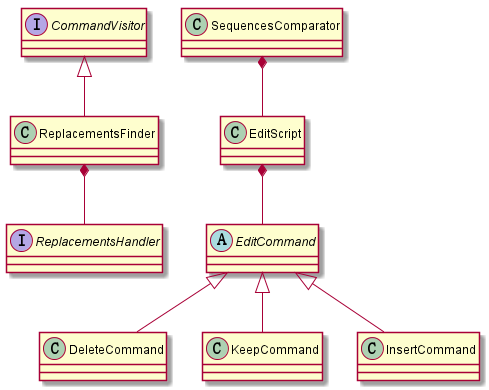 I CommandVisitor
C SequencesComparator
C ReplacementsFinder
C EditScript
I ReplacementsHandler
A EditCommand
C DeleteCommand
C KeepCommand
C InsertCommand